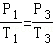 P₁/T₁ = P₃/T₃